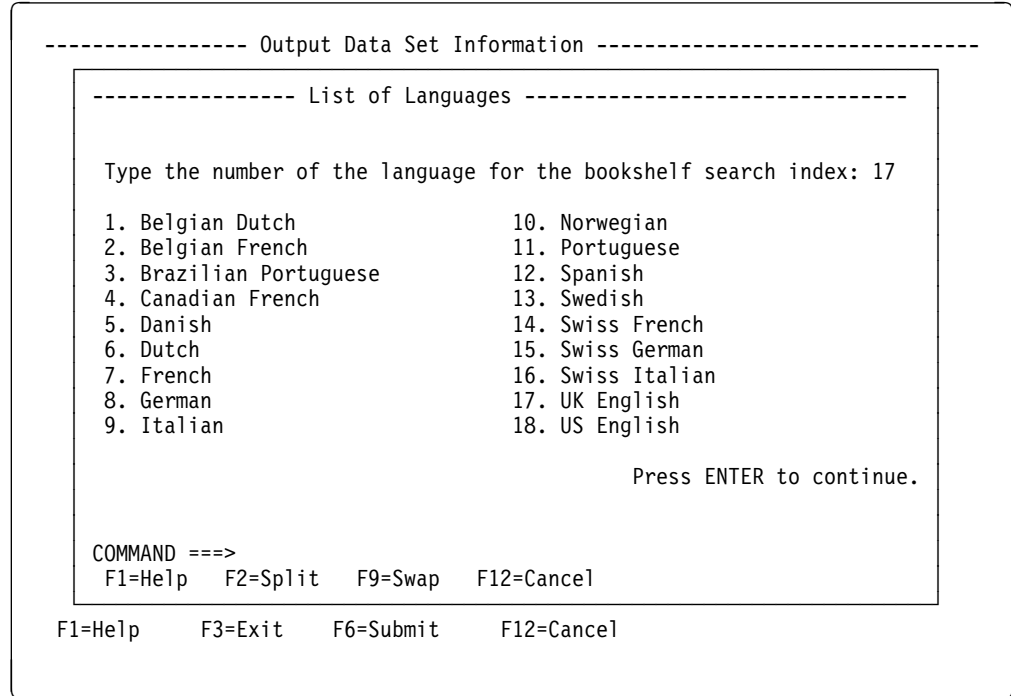 ----------------- Output Data Set Information --------------------------------
----------------- List of Languages --------------------------------
Type the number of the language for the bookshelf search index: 17
1. Belgian Dutch 10. Norwegian
2. Belgian French 11. Portuguese
3. Brazilian Portuguese 12. Spanish
4. Canadian French 13. Swedish
5. Danish 14. Swiss French
6. Dutch 15. Swiss German
7. French 16. Swiss Italian
8. German 17. UK English
9. Italian 18. US English
Press ENTER to continue.
COMMAND ===>
F1=Help F2=Split F9=Swap F12=Cancel
F1=Help F3=Exit F6=Submit F12=Cancel